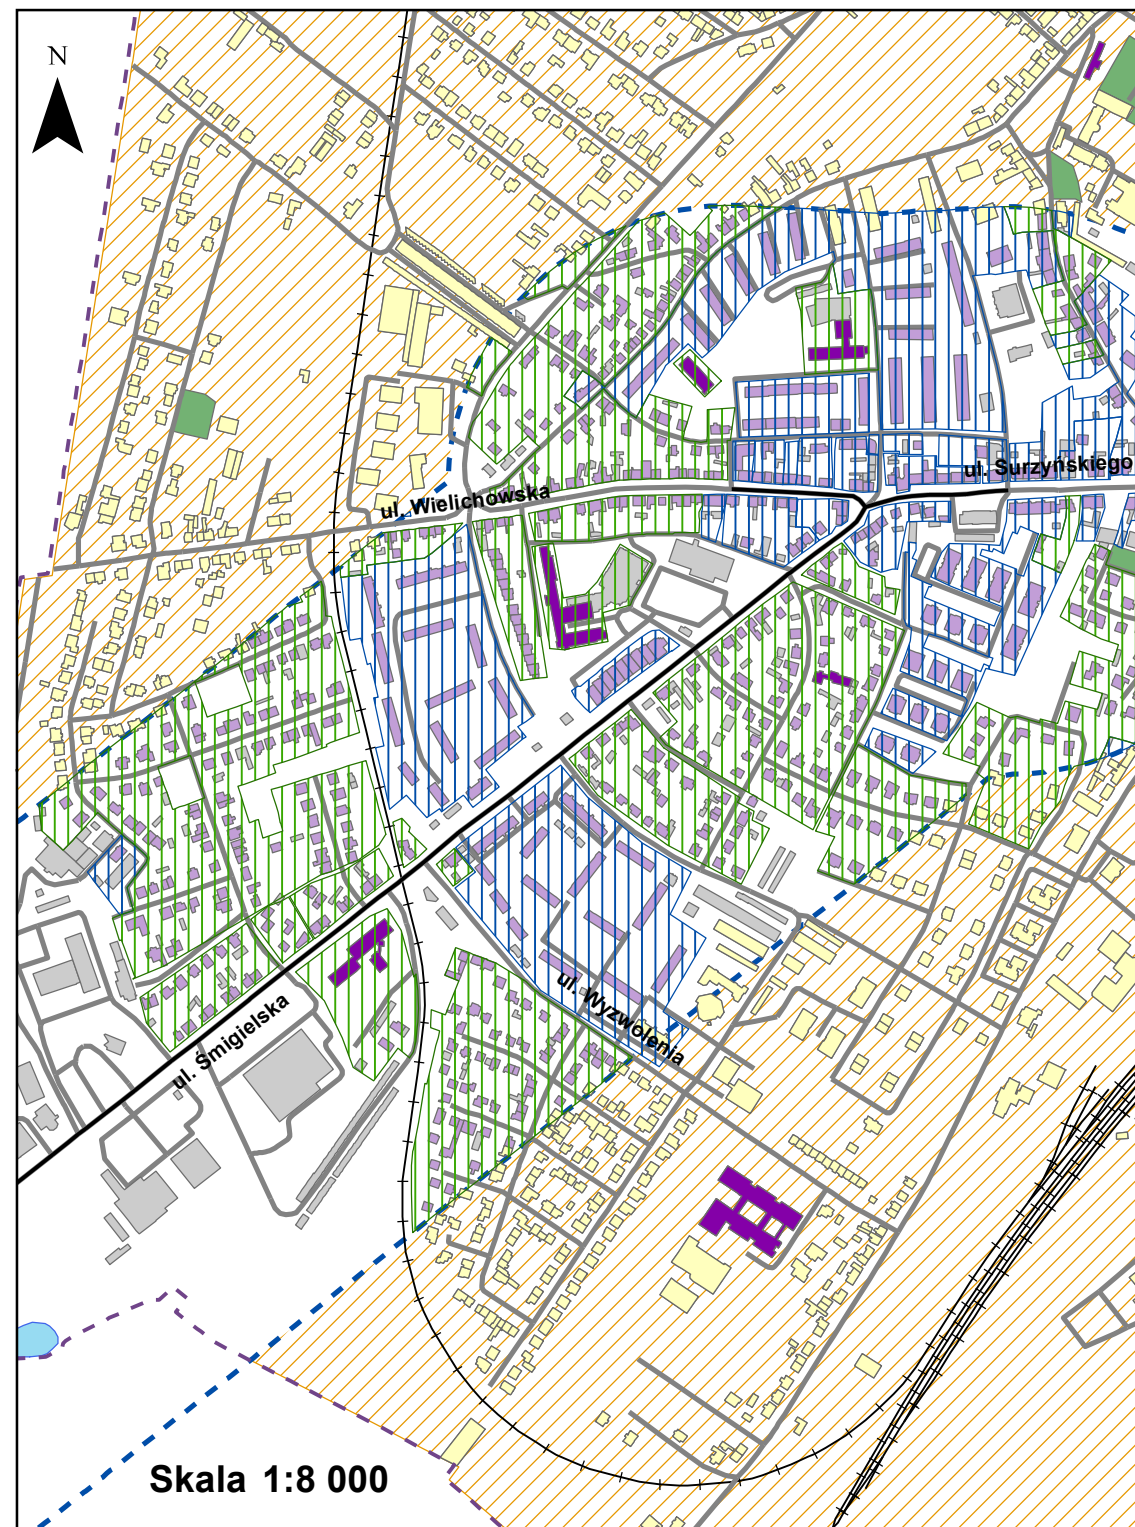 N
ul. Surzyńskiego
ul. Wielichowska
ul. Wyzwolenia
ul. Śmigielska
Skala 1:8 000